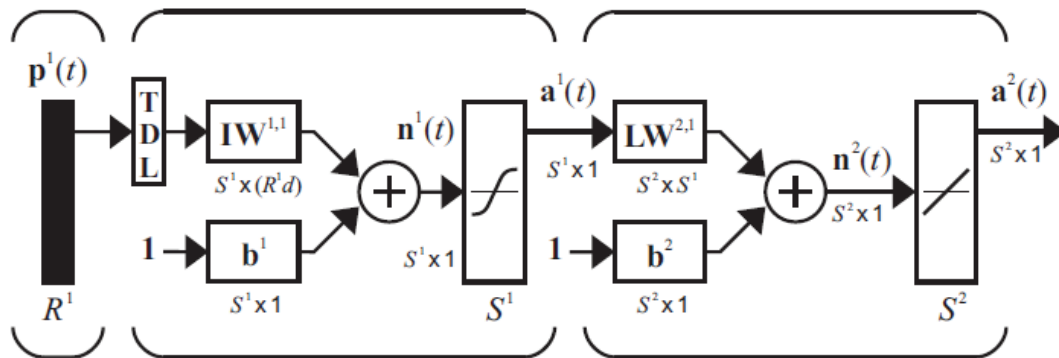 p¹(t)
T
D
L
IW¹,¹
S¹x(R¹d)
1
b¹
S¹x1
R¹
n¹(t)
S¹x1
S¹
a¹(t)
S¹x1
LW²,¹
S²xS¹
1
b²
S²x1
n²(t)
S²x1
S²
a²(t)
S²x1